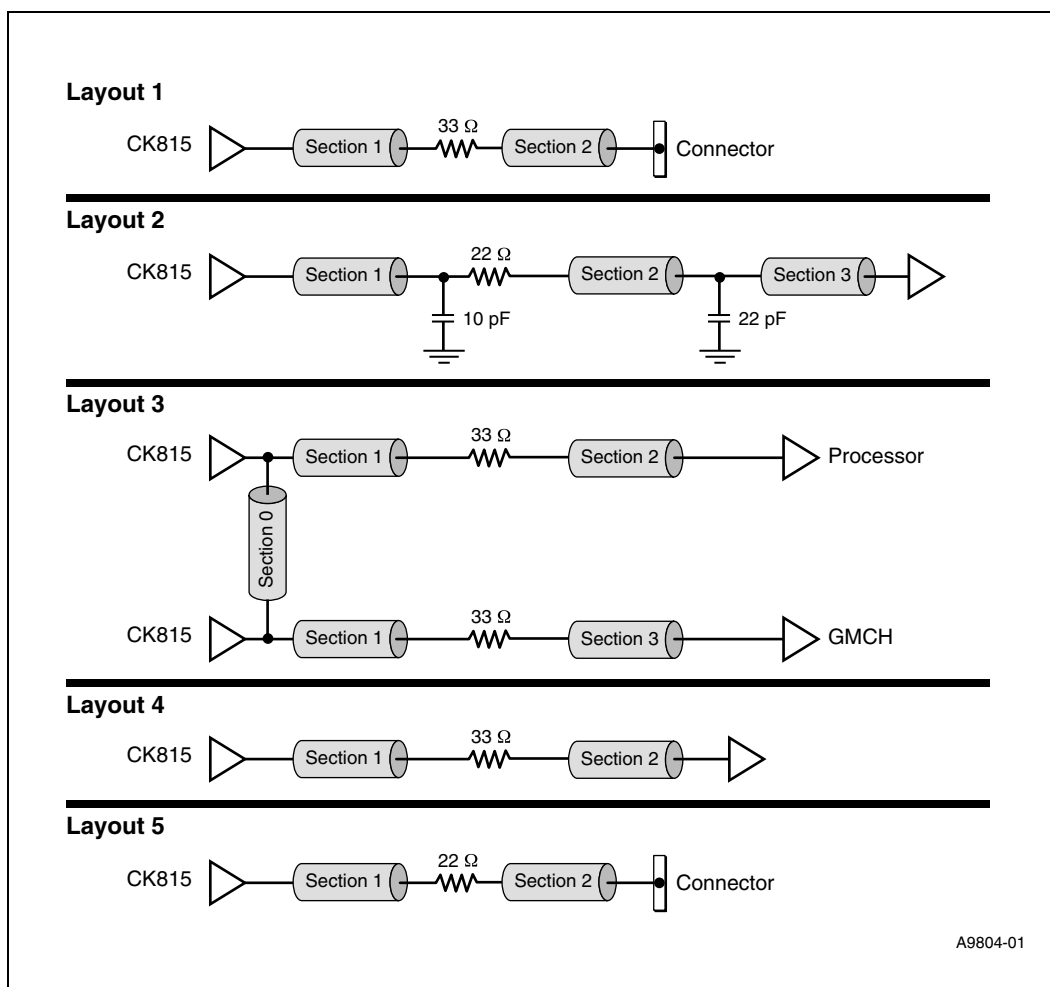 Layout 1
33 Ω
CK815 Section 1 Section 2 Connector
Layout 2
22 Ω
CK815 Section 1 Section 2 Section 3
10 pF 22 pF
Layout 3
33 Ω
CK815 Section 1 Section 2 Processor
Section 0
33 Ω
CK815 Section 1 Section 3 GMCH
Layout 4
33 Ω
CK815 Section 1 Section 2
Layout 5
22 Ω
CK815 Section 1 Section 2 Connector
A9804-01